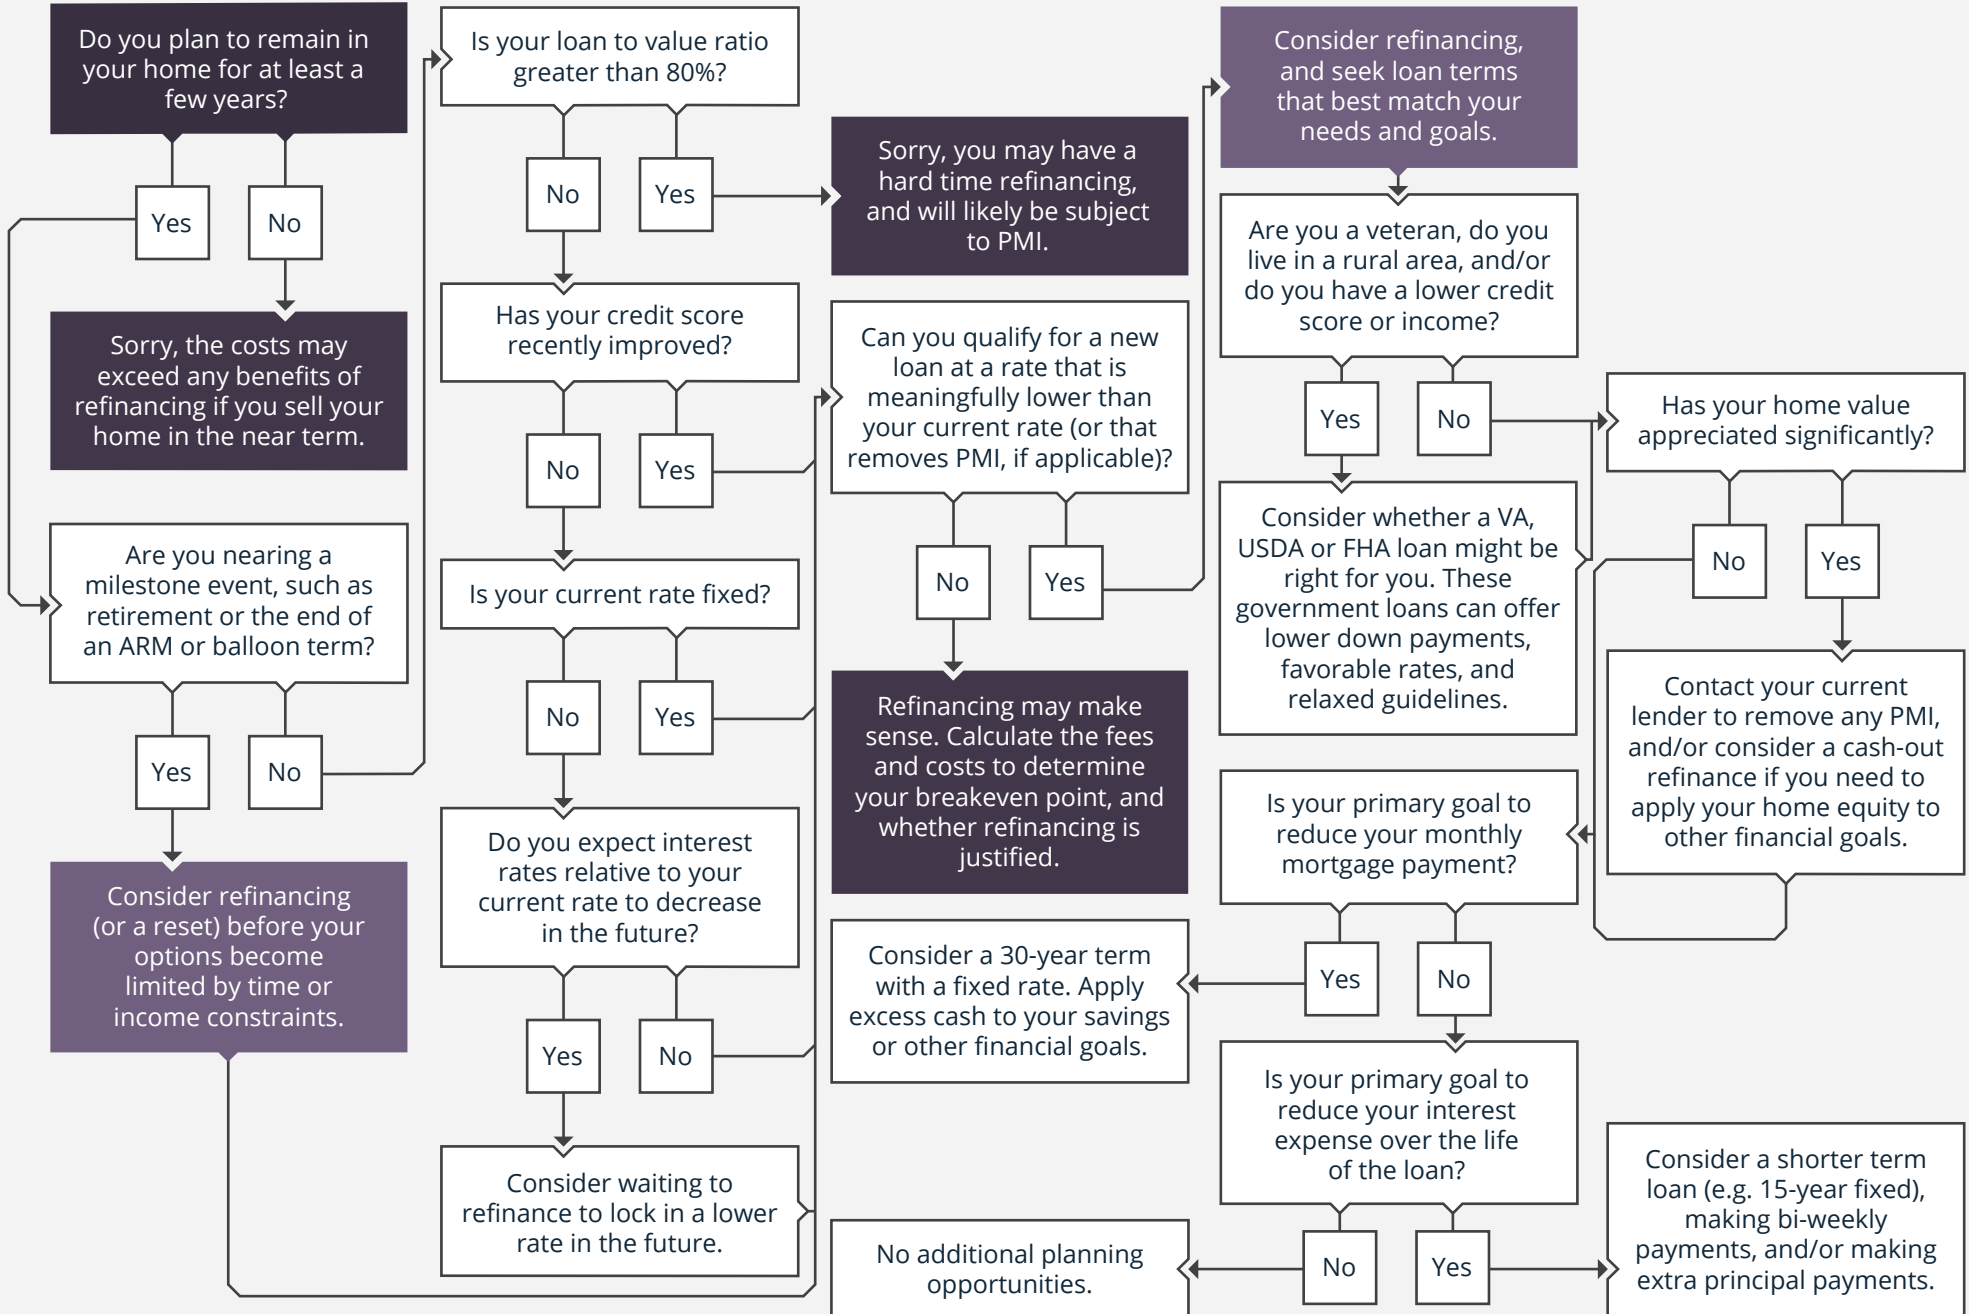 Do you plan to remain in
your home for at least a
few years?
Yes
No
Sorry, the costs may
exceed any benefits of
refinancing if you sell your
home in the near term.
Are you nearing a
milestone event, such as
retirement or the end of
an ARM or balloon term?
Yes
No
Consider refinancing
(or a reset) before your
options become
limited by time or
income constraints.
Is your loan to value ratio
greater than 80%?
No
Yes
Sorry, you may have a
hard time refinancing,
and will likely be subject
to PMI.
Has your credit score
recently improved?
No
Yes
Is your current rate fixed?
No
Yes
Do you expect interest
rates relative to your
current rate to decrease
in the future?
Yes
No
Consider waiting to
refinance to lock in a lower
rate in the future.
Can you qualify for a new
loan at a rate that is
meaningfully lower than
your current rate (or that
removes PMI, if applicable)?
No
Yes
Refinancing may make
sense. Calculate the fees
and costs to determine
your breakeven point, and
whether refinancing is
justified.
Consider refinancing,
and seek loan terms
that best match your
needs and goals.
Are you a veteran, do you
live in a rural area, and/or
do you have a lower credit
score or income?
Yes
No
Consider whether a VA,
USDA or FHA loan might be
right for you. These
government loans can offer
lower down payments,
favorable rates, and
relaxed guidelines.
Has your home value
appreciated significantly?
No
Yes
Contact your current
lender to remove any PMI,
and/or consider a cash-out
refinance if you need to
apply your home equity to
other financial goals.
Is your primary goal to
reduce your monthly
mortgage payment?
Yes
No
Consider a 30-year term
with a fixed rate. Apply
excess cash to your savings
or other financial goals.
Is your primary goal to
reduce your interest
expense over the life
of the loan?
No
Yes
No additional planning
opportunities.
Consider a shorter term
loan (e.g. 15-year fixed),
making bi-weekly
payments, and/or making
extra principal payments.